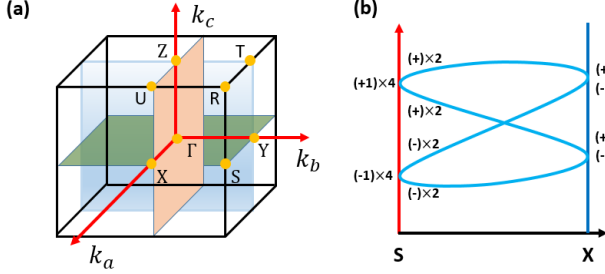 (a)
k_c
Z
T
U
R
Γ
k_b
Y
X
S
k_a
(b)
(+)×2
(+1)×4
(+)×2
(-)×2
(-1)×4
(-)×2
(+
(-
(+
(-
S
X